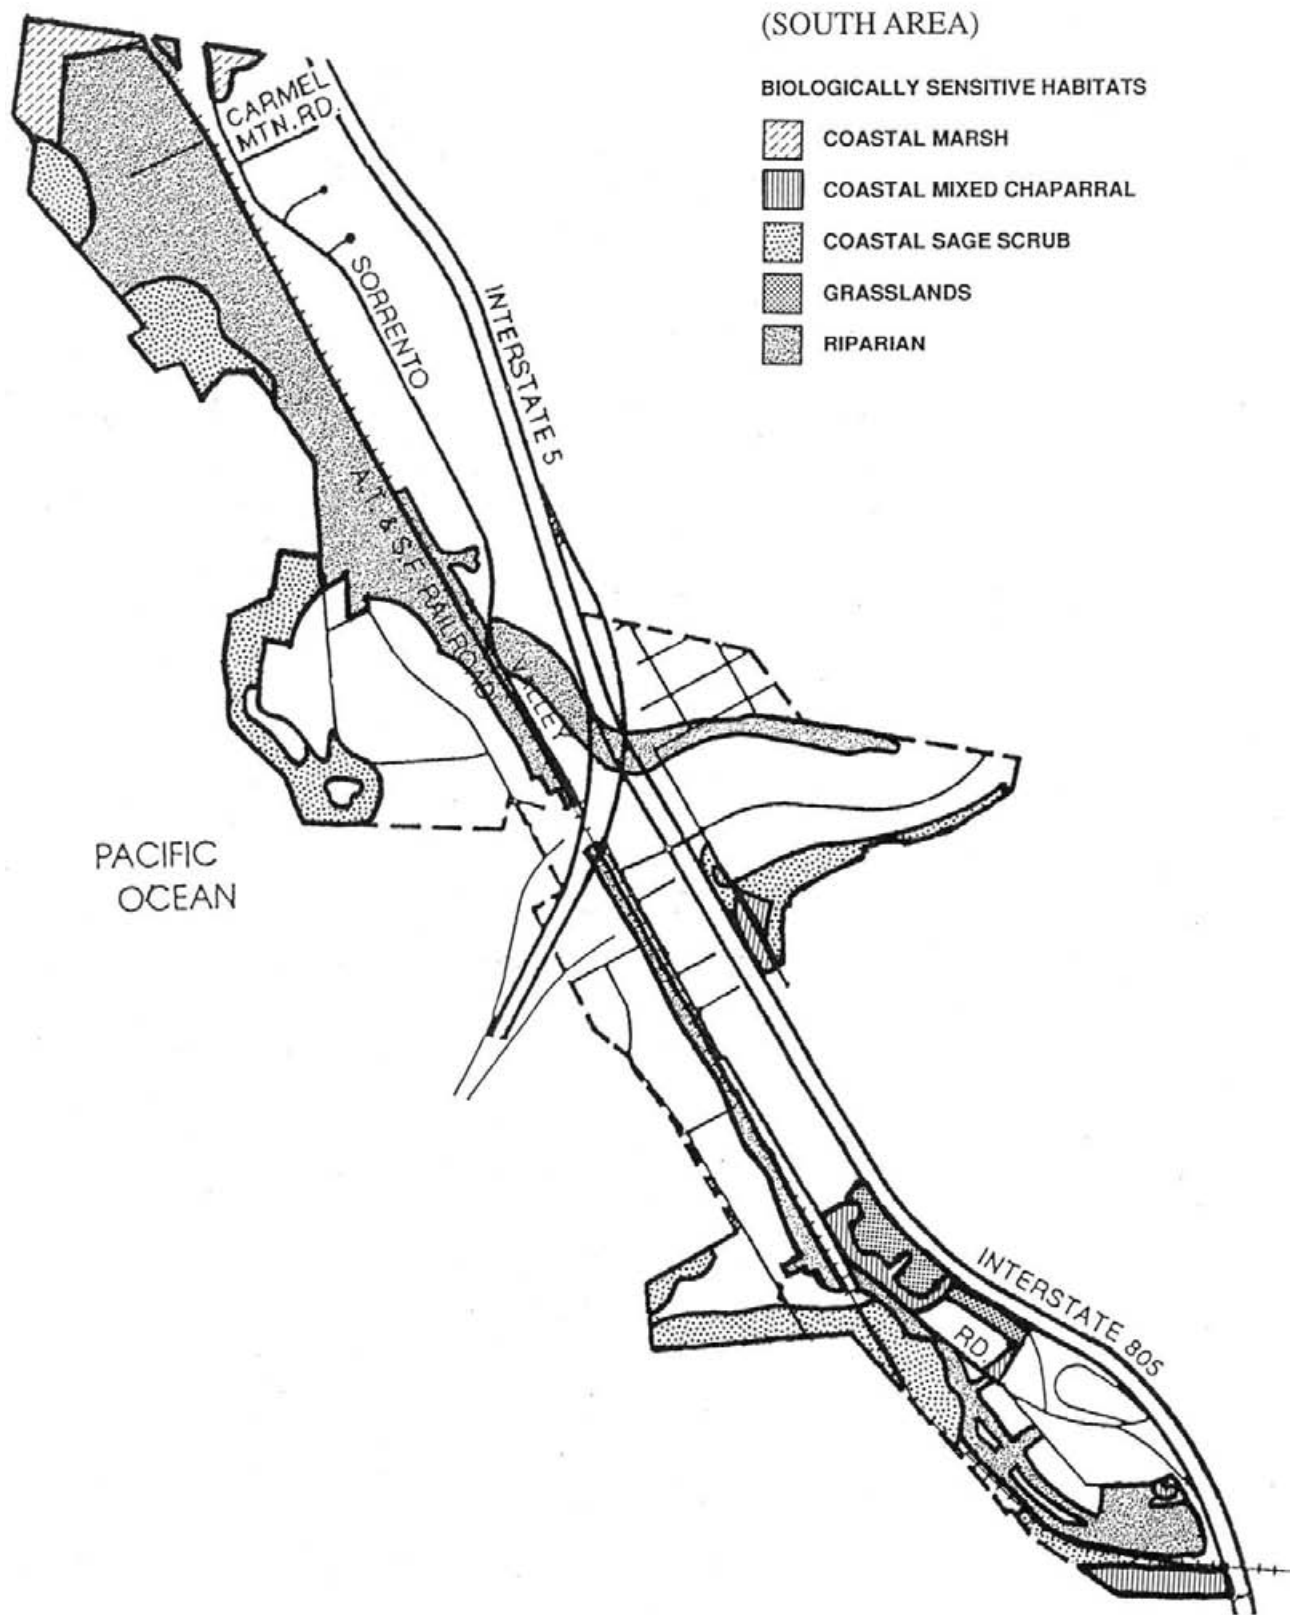 (SOUTH AREA)
BIOLOGICALLY SENSITIVE HABITATS
COASTAL MARSH
COASTAL MIXED CHAPARRAL
COASTAL SAGE SCRUB
GRASSLANDS
RIPARIAN
CARMEL
MTN. RD.
SORRENTO
INTERSTATE 5
A.T. & S.F. RAILROAD
VALLEY
PACIFIC
OCEAN
INTERSTATE 805
RD